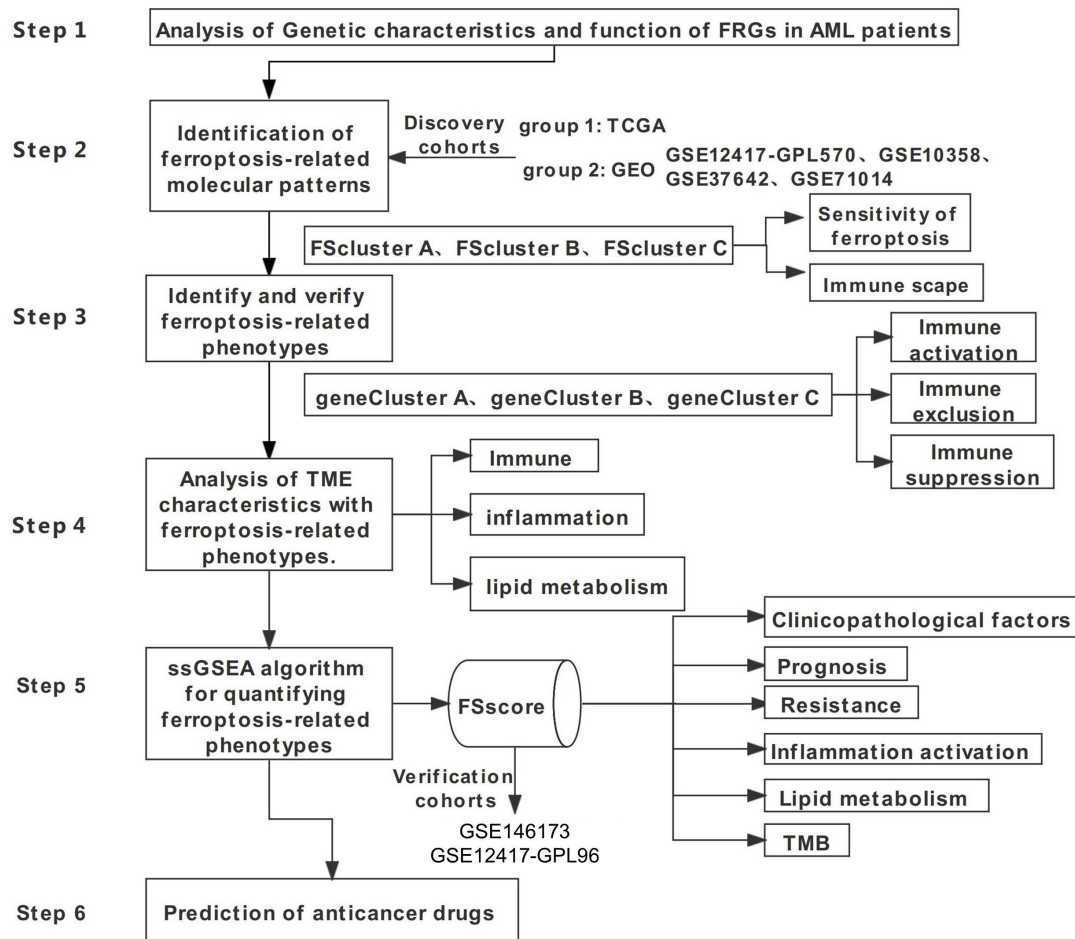 Step 1
Analysis of Genetic characteristics and function of FRGs in AML patients
Step 2
Identification of
ferroptosis-related
molecular patterns
Discovery
cohorts
group 1: TCGA
group 2: GEO
GSE12417-GPL570、GSE10358、
GSE37642、GSE71014
FScluster A、FScluster B、FScluster C
Sensitivity of
ferroptosis
Immune scape
Step 3
Identify and verify
ferroptosis-related
phenotypes
geneCluster A、geneCluster B、geneCluster C
Immune
activation
Immune
exclusion
Immune
suppression
Step 4
Analysis of TME
characteristics with
ferroptosis-related
phenotypes.
Immune
inflammation
lipid metabolism
Step 5
ssGSEA algorithm
for quantifying
ferroptosis-related
phenotypes
FSscore
Verification
cohorts
GSE146173
GSE12417-GPL96
Clinicopathological factors
Prognosis
Resistance
Inflammation activation
Lipid metabolism
TMB
Step 6
Prediction of anticancer drugs